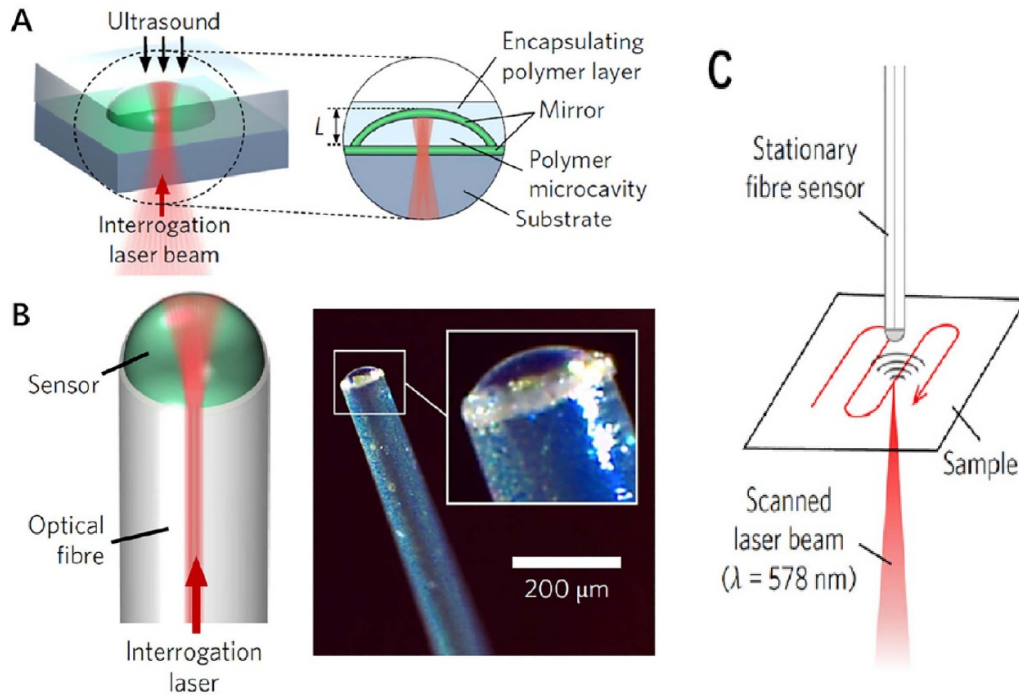 A
Ultrasound
L
Encapsulating
polymer layer
Mirror
Polymer
microcavity
Substrate
Interrogation
laser beam
B
Sensor
Optical
fibre
Interrogation
laser
200 μm
C
Stationary
fibre sensor
Sample
Scanned
laser beam
(λ = 578 nm)